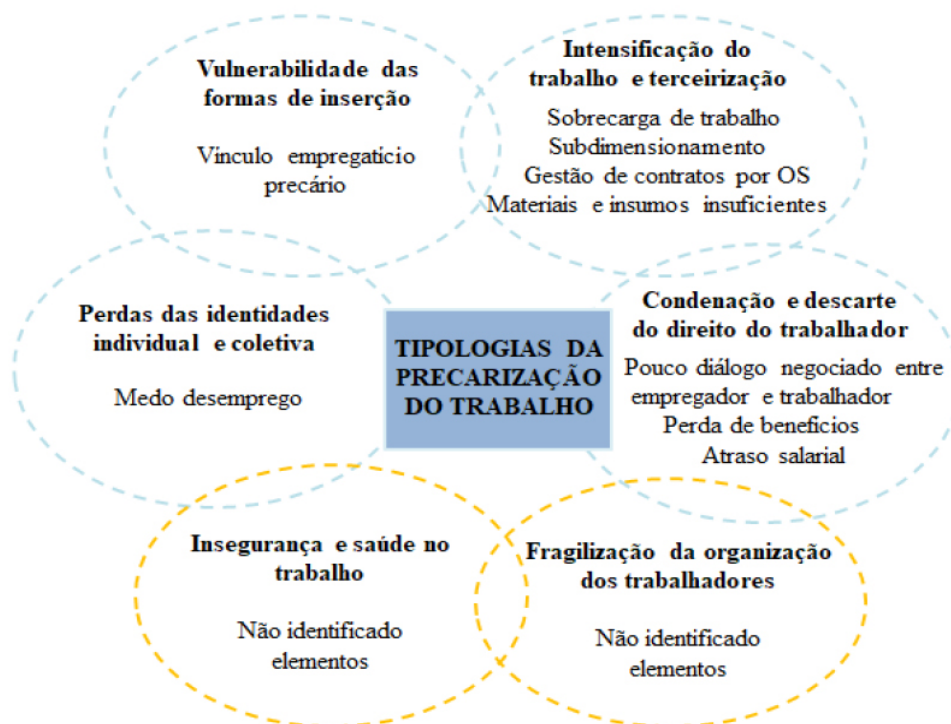 Vulnerabilidade das
formas de inserção
Vínculo empregatício
precário
Intensificação do
trabalho e terceirização
Sobrecarga de trabalho
Subdimensionamento
Gestão de contratos por OS
Materiais e insumos insuficientes
Perdas das identidades
individual e coletiva
Medo desemprego
TIPOLOGIAS DA
PRECARIZAÇÃO
DO TRABALHO
Condenação e descarte
do direito do trabalhador
Pouco diálogo negociado entre
empregador e trabalhador
Perda de benefícios
Atraso salarial
Insegurança e saúde no
trabalho
Não identificado
elementos
Fragilização da organização
dos trabalhadores
Não identificado
elementos